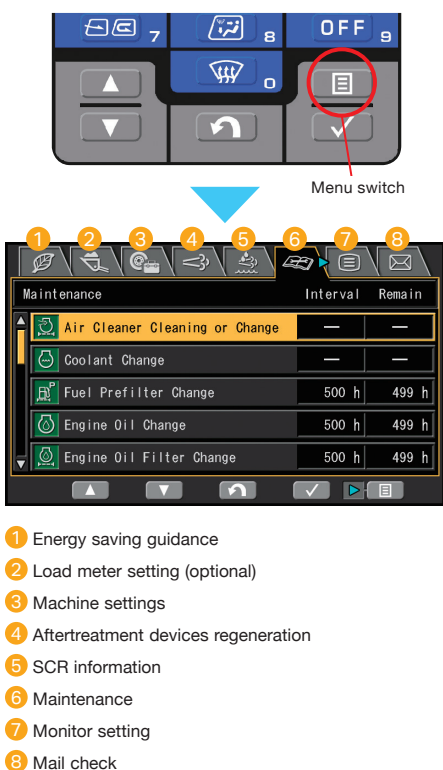 7
8
OFF 9
0
Menu switch
1 2 3 4 5 6 7 8
Maintenance Interval Remain
Air Cleaner Cleaning or Change — —
Coolant Change — —
Fuel Prefilter Change 500 h 499 h
Engine Oil Change 500 h 499 h
Engine Oil Filter Change 500 h 499 h
1 Energy saving guidance
2 Load meter setting (optional)
3 Machine settings
4 Aftertreatment devices regeneration
5 SCR information
6 Maintenance
7 Monitor setting
8 Mail check